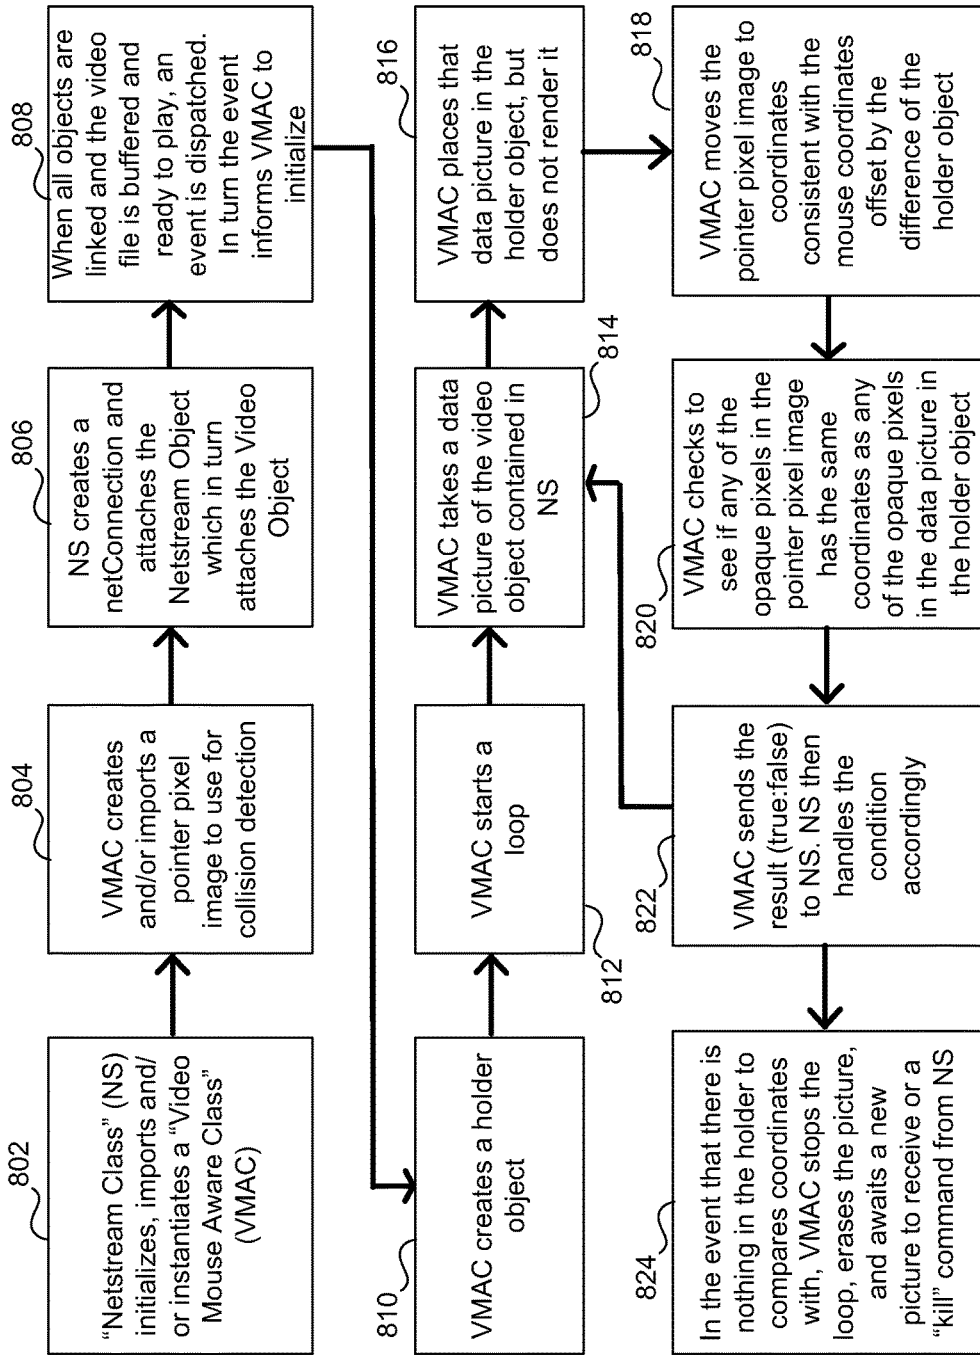 802
“Netstream Class” (NS)
initializes, imports and/
or instantiates a “Video
Mouse Aware Class”
(VMAC)
804
VMAC creates
and/or imports a
pointer pixel
image to use for
collision detection
806
NS creates a
netConnection and
attaches the
Netstream Object
which in turn
attaches the Video
Object
808
When all objects are
linked and the video
file is buffered and
ready to play, an
event is dispatched.
In turn the event
informs VMAC to
initialize
810
VMAC creates a holder
object
812
VMAC starts a
loop
814
VMAC takes a data
picture of the video
object contained in
NS
816
VMAC places that
data picture in the
holder object, but
does not render it
818
VMAC moves the
pointer pixel image to
coordinates
consistent with the
mouse coordinates
offset by the
difference of the
holder object
820
VMAC checks to
see if any of the
opaque pixels in the
pointer pixel image
has the same
coordinates as any
of the opaque pixels
in the data picture in
the holder object
822
VMAC sends the
result (true:false)
to NS. NS then
handles the
condition
accordingly
824
In the event that there is
nothing in the holder to
compares coordinates
with, VMAC stops the
loop, erases the picture,
and awaits a new
picture to receive or a
“kill” command from NS